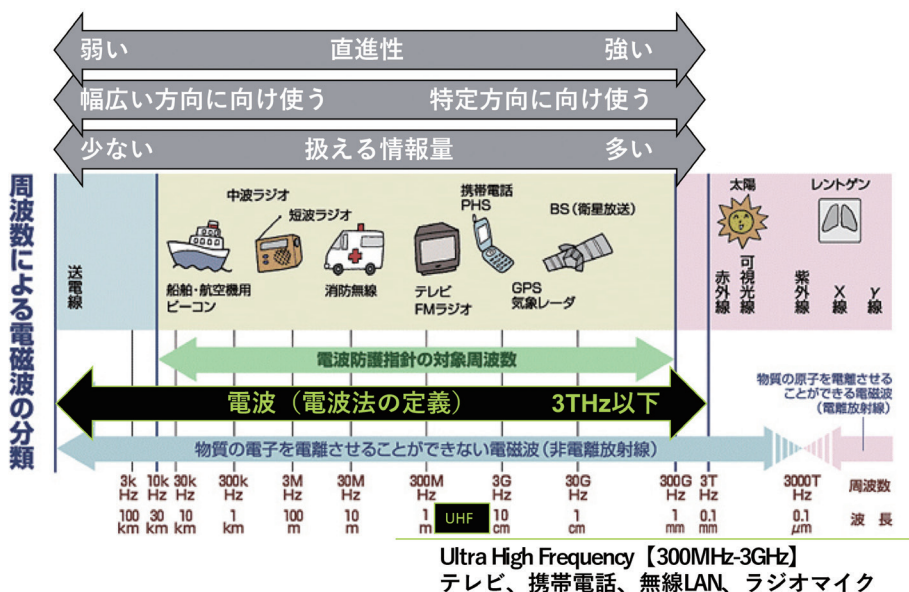 弱い 直進性 強い
幅広い方向に向け使う 特定方向に向け使う
少ない 扱える情報量 多い
周波数による電磁波の分類
送電線
中波ラジオ
短波ラジオ
船舶・航空機用
ビーコン
消防無線
テレビ
FMラジオ
携帯電話
PHS
GPS
気象レーダ
BS(衛星放送)
太陽
レントゲン
赤外線
可視光線
紫外線
X線
γ線
電波防護指針の対象周波数
電波(電波法の定義) 3THz以下
物質の原子を電離させる
ことができる電磁波
(電離放射線)
物質の電子を電離させることができない電磁波(非電離放射線)
3k 10k 30k 300k 3M 30M 300M 3G 30G 300G 3T 3000T 周波数
Hz Hz Hz Hz Hz Hz Hz Hz Hz Hz Hz Hz
100 30 10 1 100 10 1 UHF 10 1 1 0.1 0.1 波長
km km km km m m m cm cm mm mm μm
Ultra High Frequency【300MHz-3GHz】
テレビ、携帯電話、無線LAN、ラジオマイク